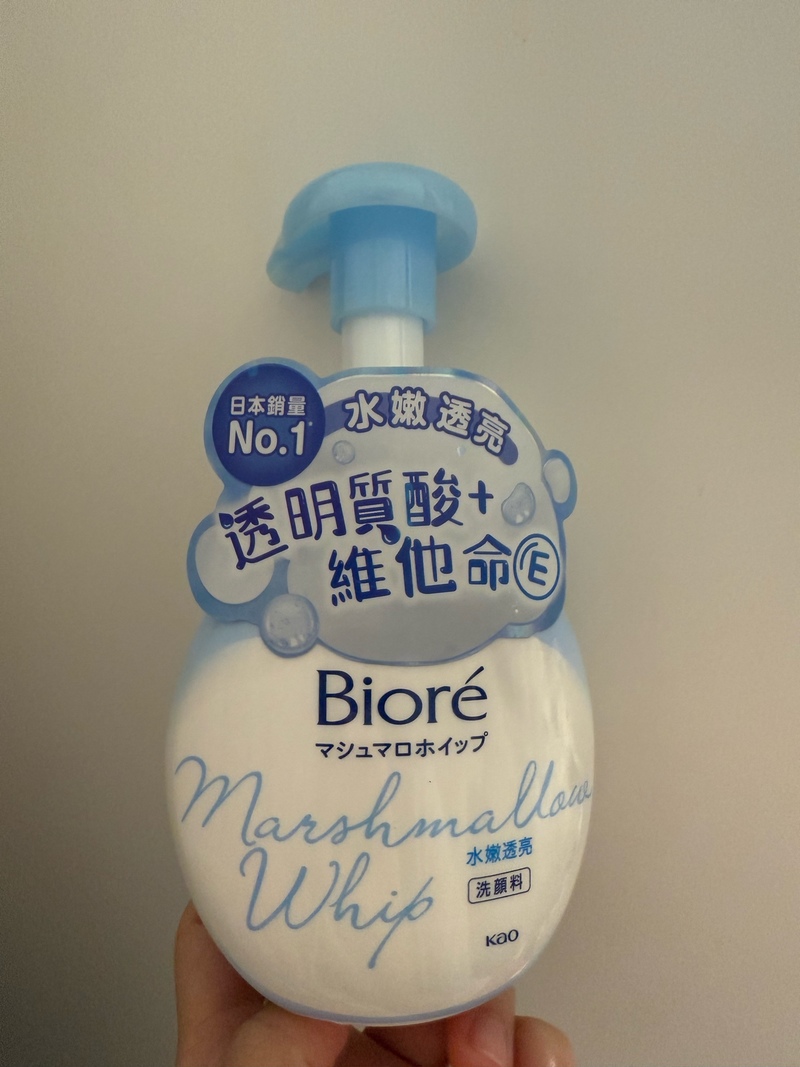 日本銷量
No.1
水嫩透亮
透明質酸+
維他命E
Bioré
マシュマロホイップ
Marshmallow
Whip
水嫩透亮
洗顔料
Kao